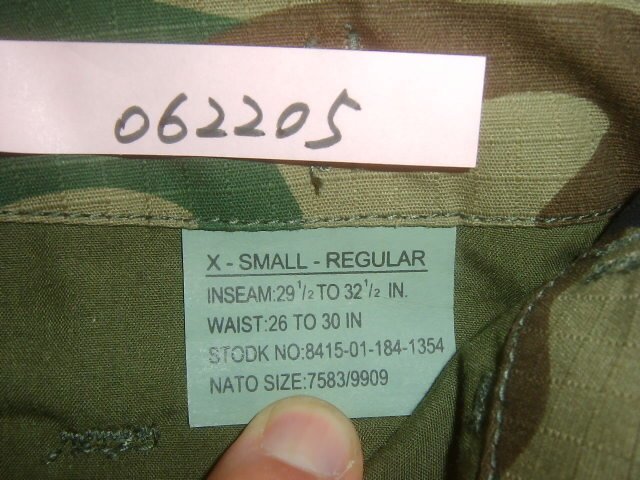 062205
X - SMALL - REGULAR
INSEAM:29 1/2 TO 32 1/2 IN.
WAIST:26 TO 30 IN
STODK NO:8415-01-184-1354
NATO SIZE:7583/9909